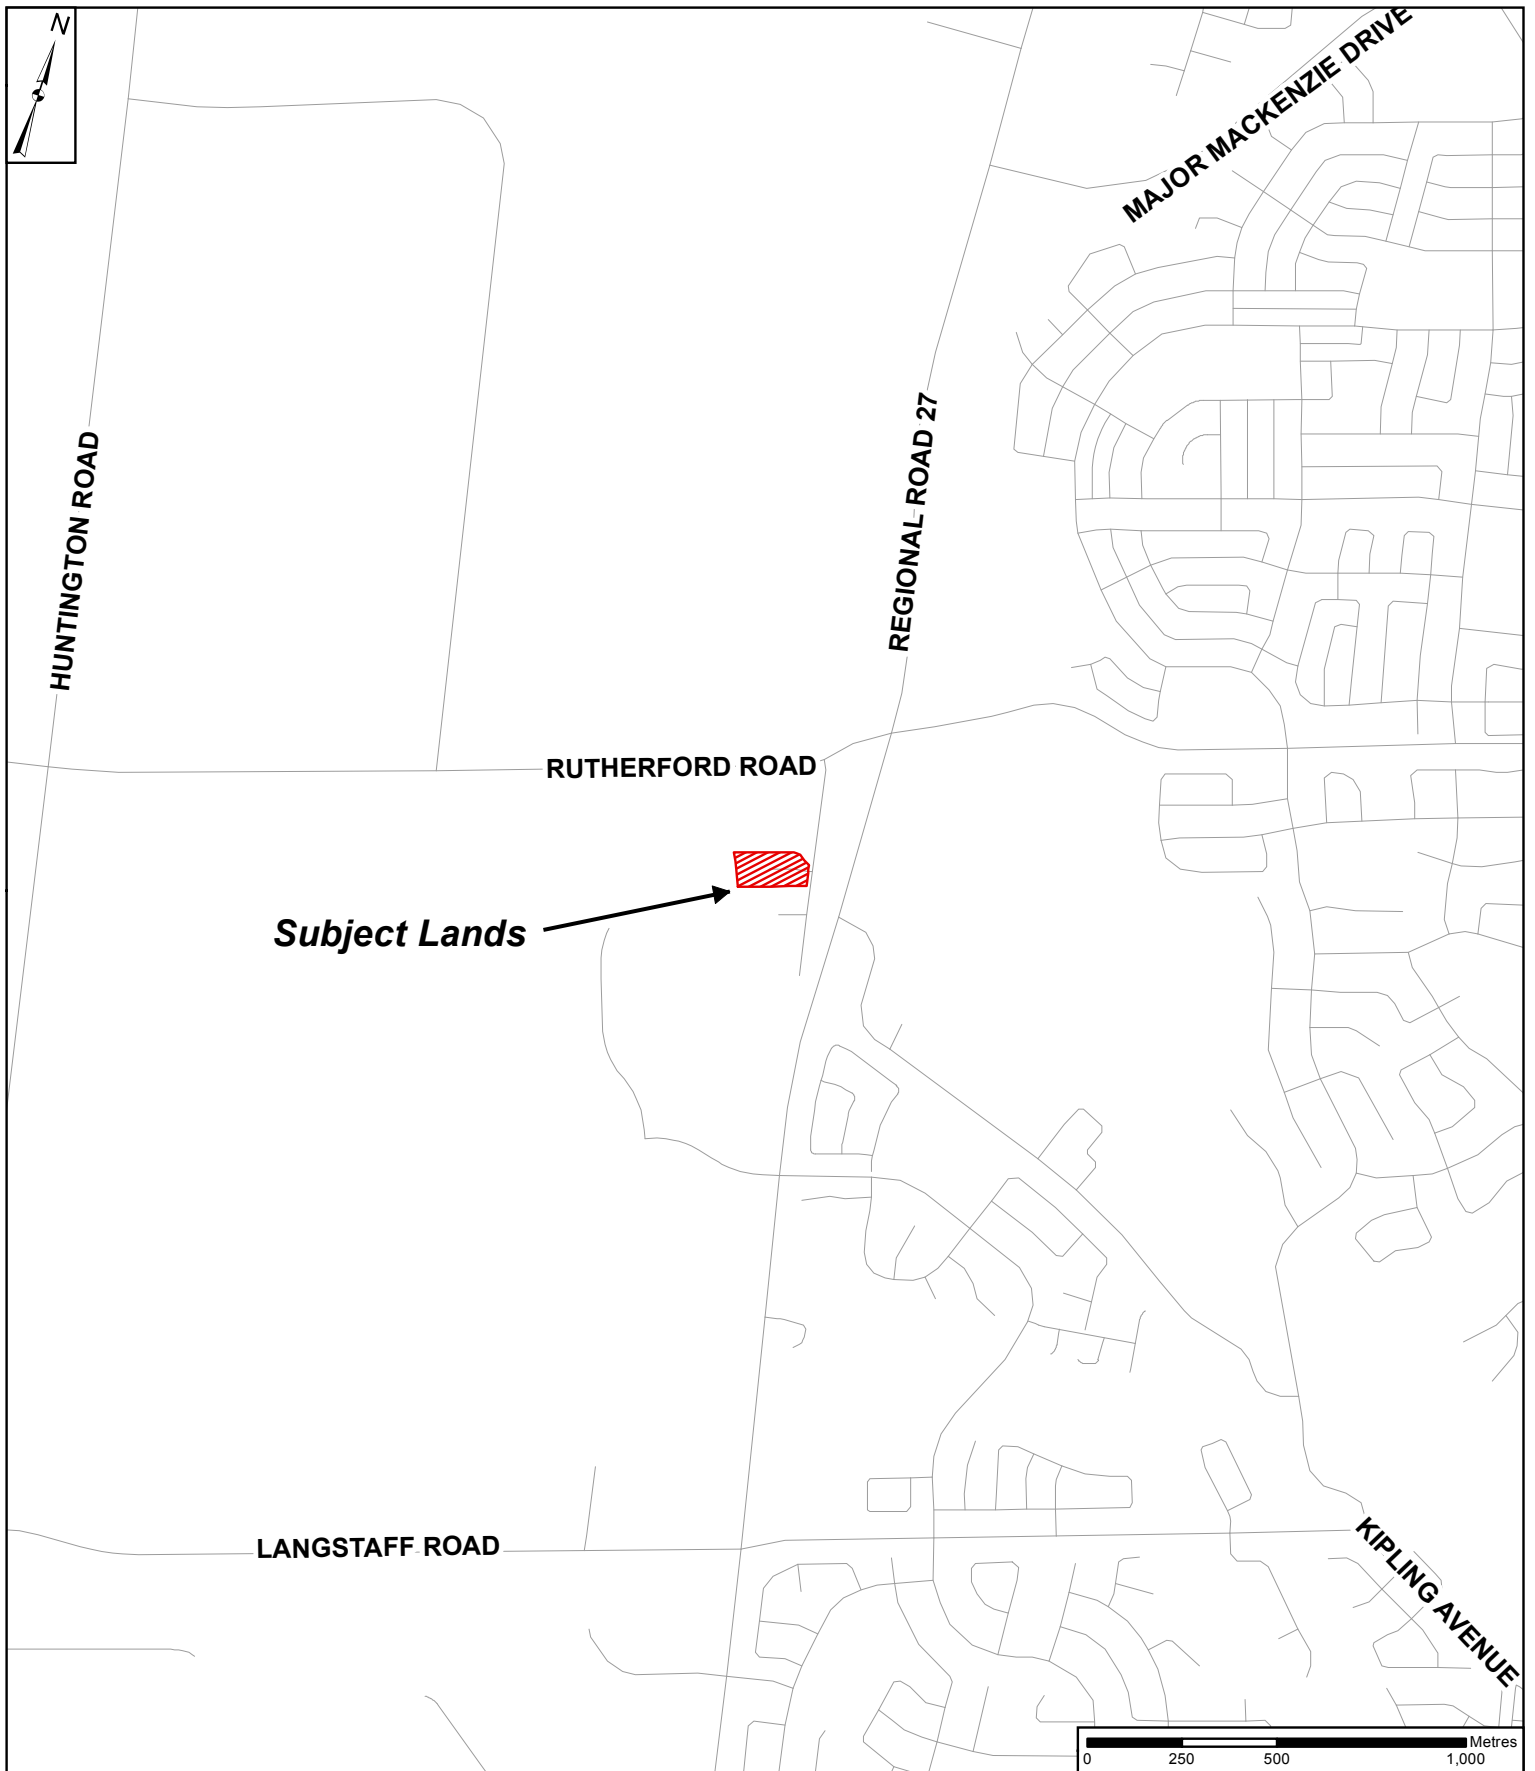 N
MAJOR MACKENZIE DRIVE
HUNTINGTON ROAD
REGIONAL ROAD 27
RUTHERFORD ROAD
Subject Lands
LANGSTAFF ROAD
KIPLING AVENUE
Metres
0 250 500 1,000